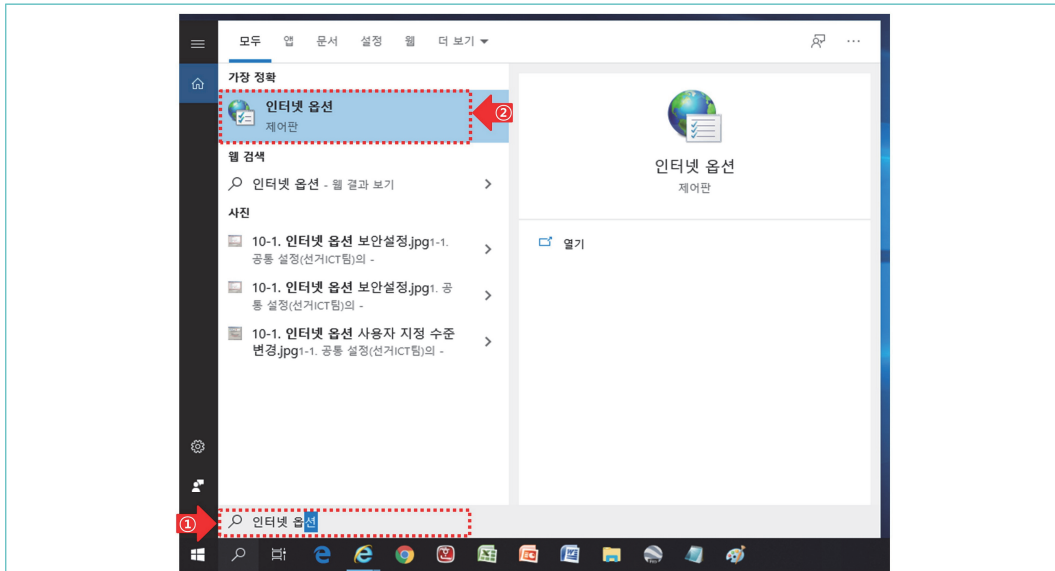 모두 앱 문서 설정 웹 더 보기
가장 정확
인터넷 옵션
제어판
②
웹 검색
인터넷 옵션 - 웹 결과 보기
사진
10-1. 인터넷 옵션 보안설정.jpg1-1.
공통 설정(선거ICT팀)의 -
10-1. 인터넷 옵션 보안설정.jpg1. 공
통 설정(선거ICT팀)의 -
10-1. 인터넷 옵션 사용자 지정 수준
변경.jpg1-1. 공통 설정(선거ICT팀)의 -
인터넷 옵션
제어판
열기
① 인터넷 옵션